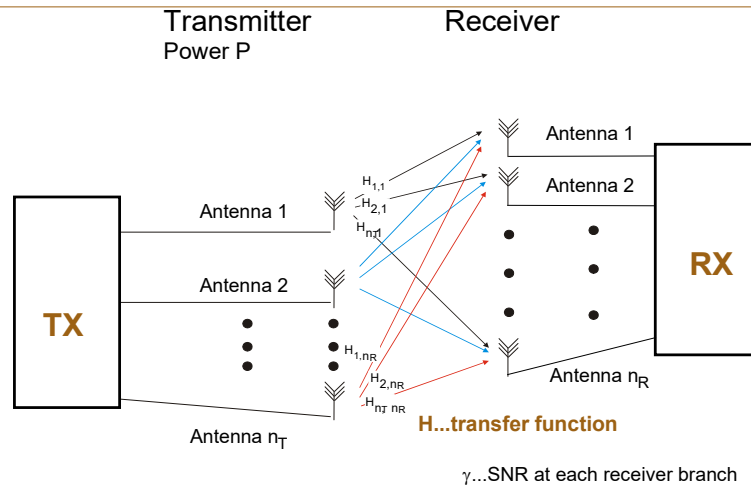 Transmitter
Power P
Receiver
Antenna 1
Antenna 2
Antenna 1
Antenna 2
H1,1
H2,1
HnT1
TX
RX
H1,nR
H2,nR
HnT nR
Antenna nT
Antenna nR
H...transfer function
γ...SNR at each receiver branch